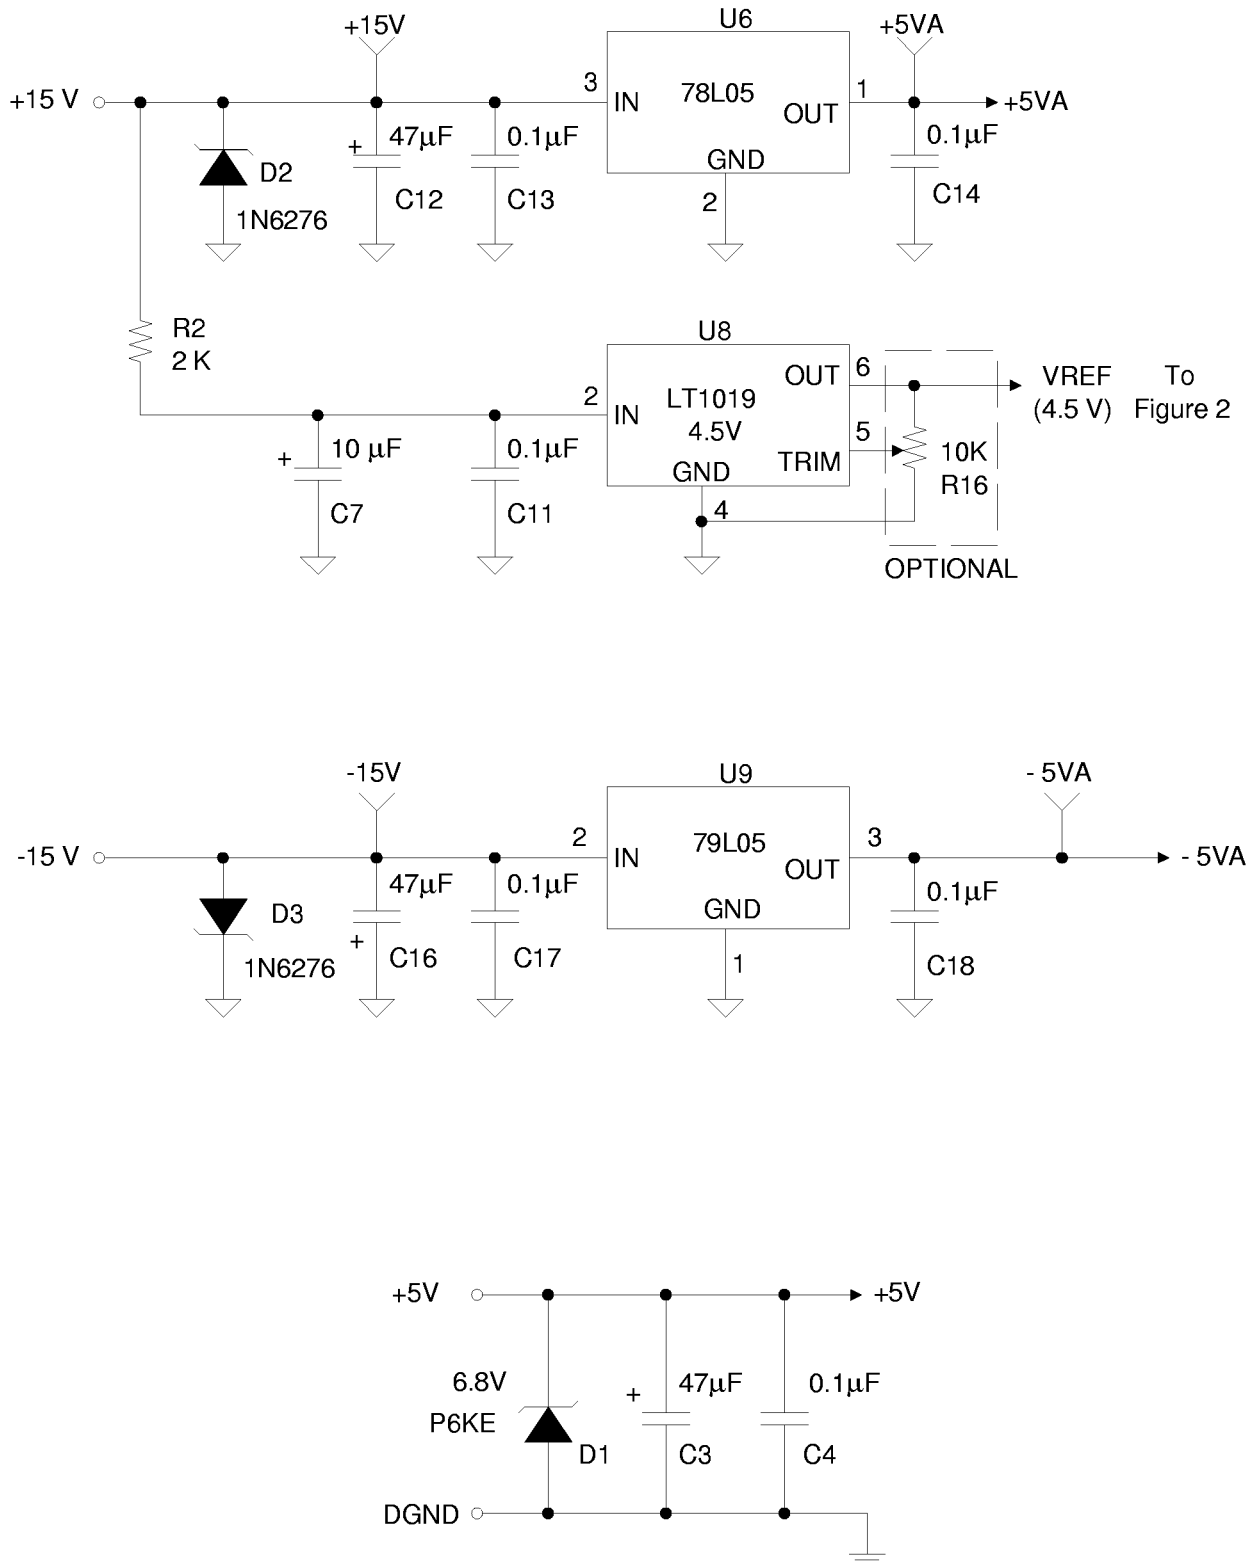 U6
+15V
+5VA
+15 V
3
IN
78L05
OUT
1
+5VA
GND
2
47µF
+
C12
0.1µF
C13
0.1µF
C14
D2
1N6276
R2
2 K
U8
2
IN
LT1019
4.5V
OUT
6
5
TRIM
GND
4
VREF To
(4.5 V) Figure 2
10K
R16
OPTIONAL
10 µF
+
C7
0.1µF
C11
-15V
U9
- 5VA
-15 V
2
IN
79L05
OUT
3
- 5VA
GND
1
47µF
+
C16
0.1µF
C17
0.1µF
C18
D3
1N6276
+5V
+5V
6.8V
P6KE
D1
+
47µF
C3
0.1µF
C4
DGND